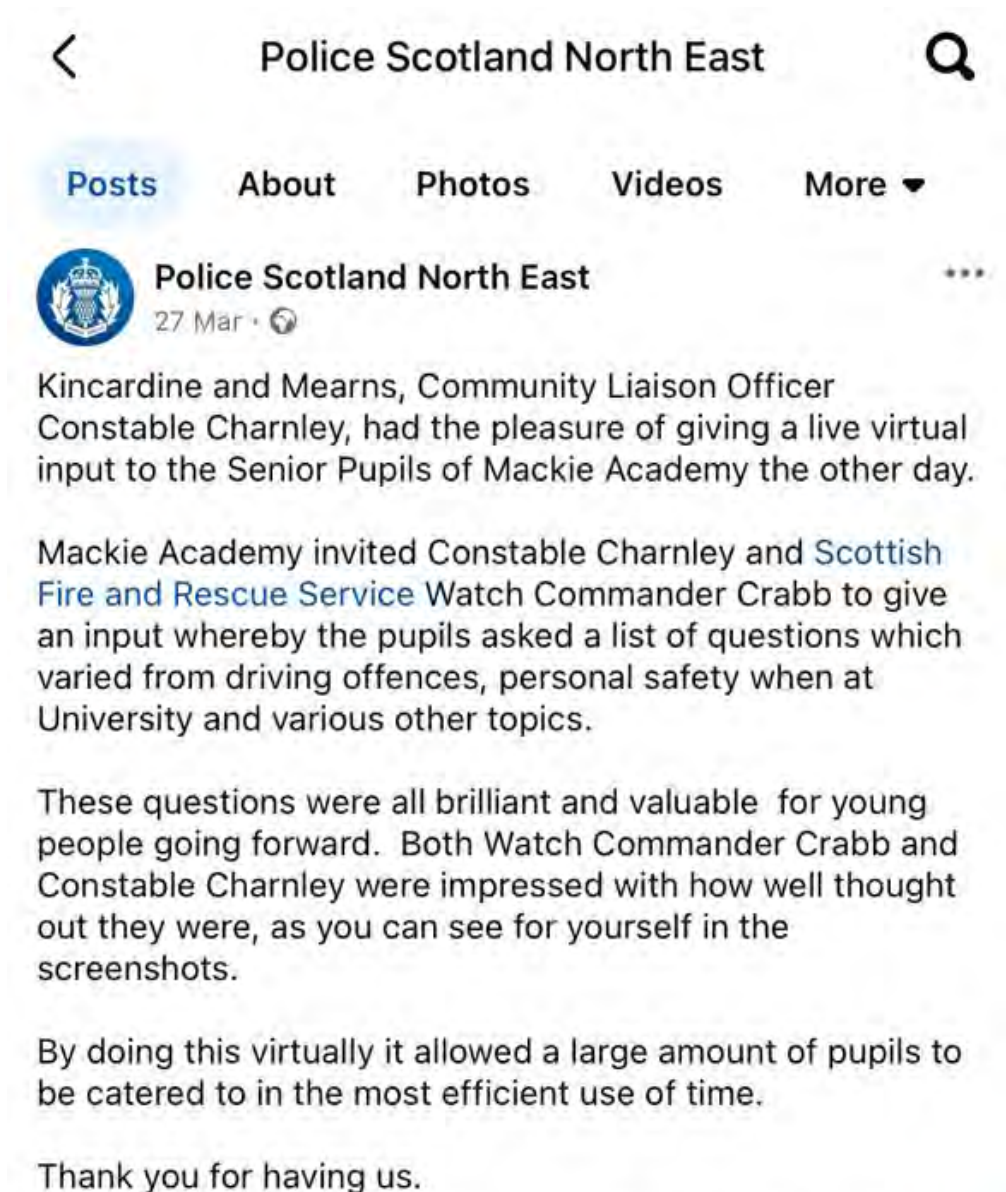 Police Scotland North East
Posts About Photos Videos More
Police Scotland North East
27 Mar ·
Kincardine and Mearns, Community Liaison Officer
Constable Charnley, had the pleasure of giving a live virtual
input to the Senior Pupils of Mackie Academy the other day.
Mackie Academy invited Constable Charnley and Scottish
Fire and Rescue Service Watch Commander Crabb to give
an input whereby the pupils asked a list of questions which
varied from driving offences, personal safety when at
University and various other topics.
These questions were all brilliant and valuable  for young
people going forward.  Both Watch Commander Crabb and
Constable Charnley were impressed with how well thought
out they were, as you can see for yourself in the
screenshots.
By doing this virtually it allowed a large amount of pupils to
be catered to in the most efficient use of time.
Thank you for having us.